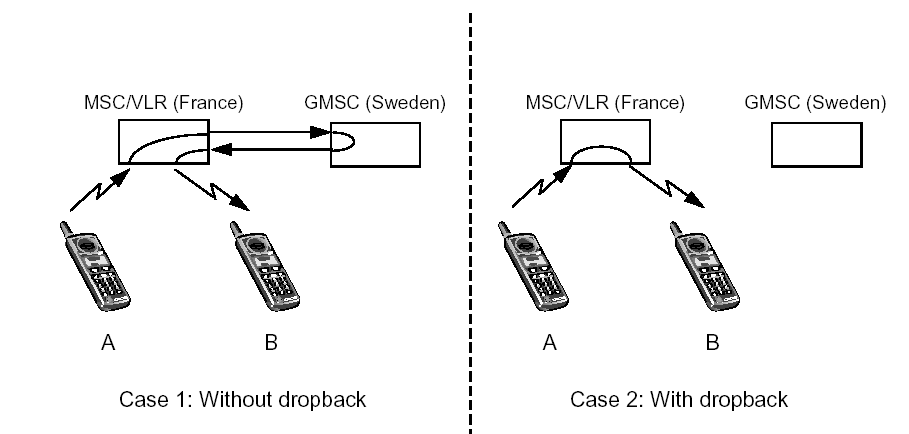 MSC/VLR (France) GMSC (Sweden)
A B
Case 1: Without dropback
MSC/VLR (France) GMSC (Sweden)
A B
Case 2: With dropback